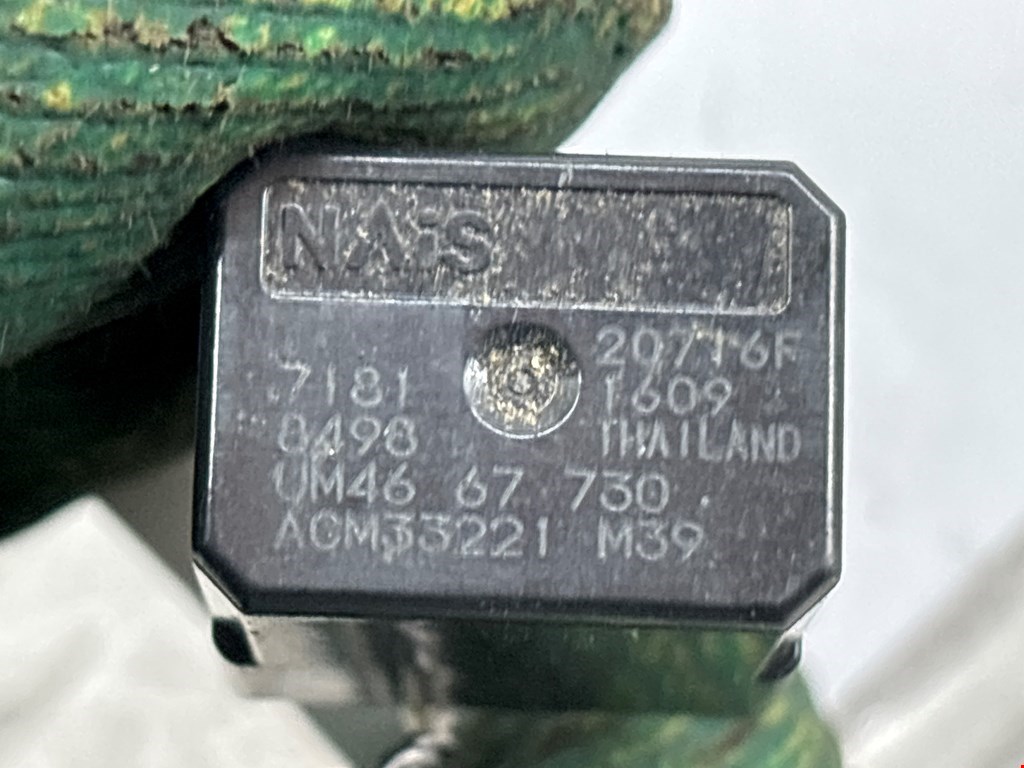 NAiS
20716F
7181 1609
8498 THAILAND
UM46 67 730
ACM33221 M39